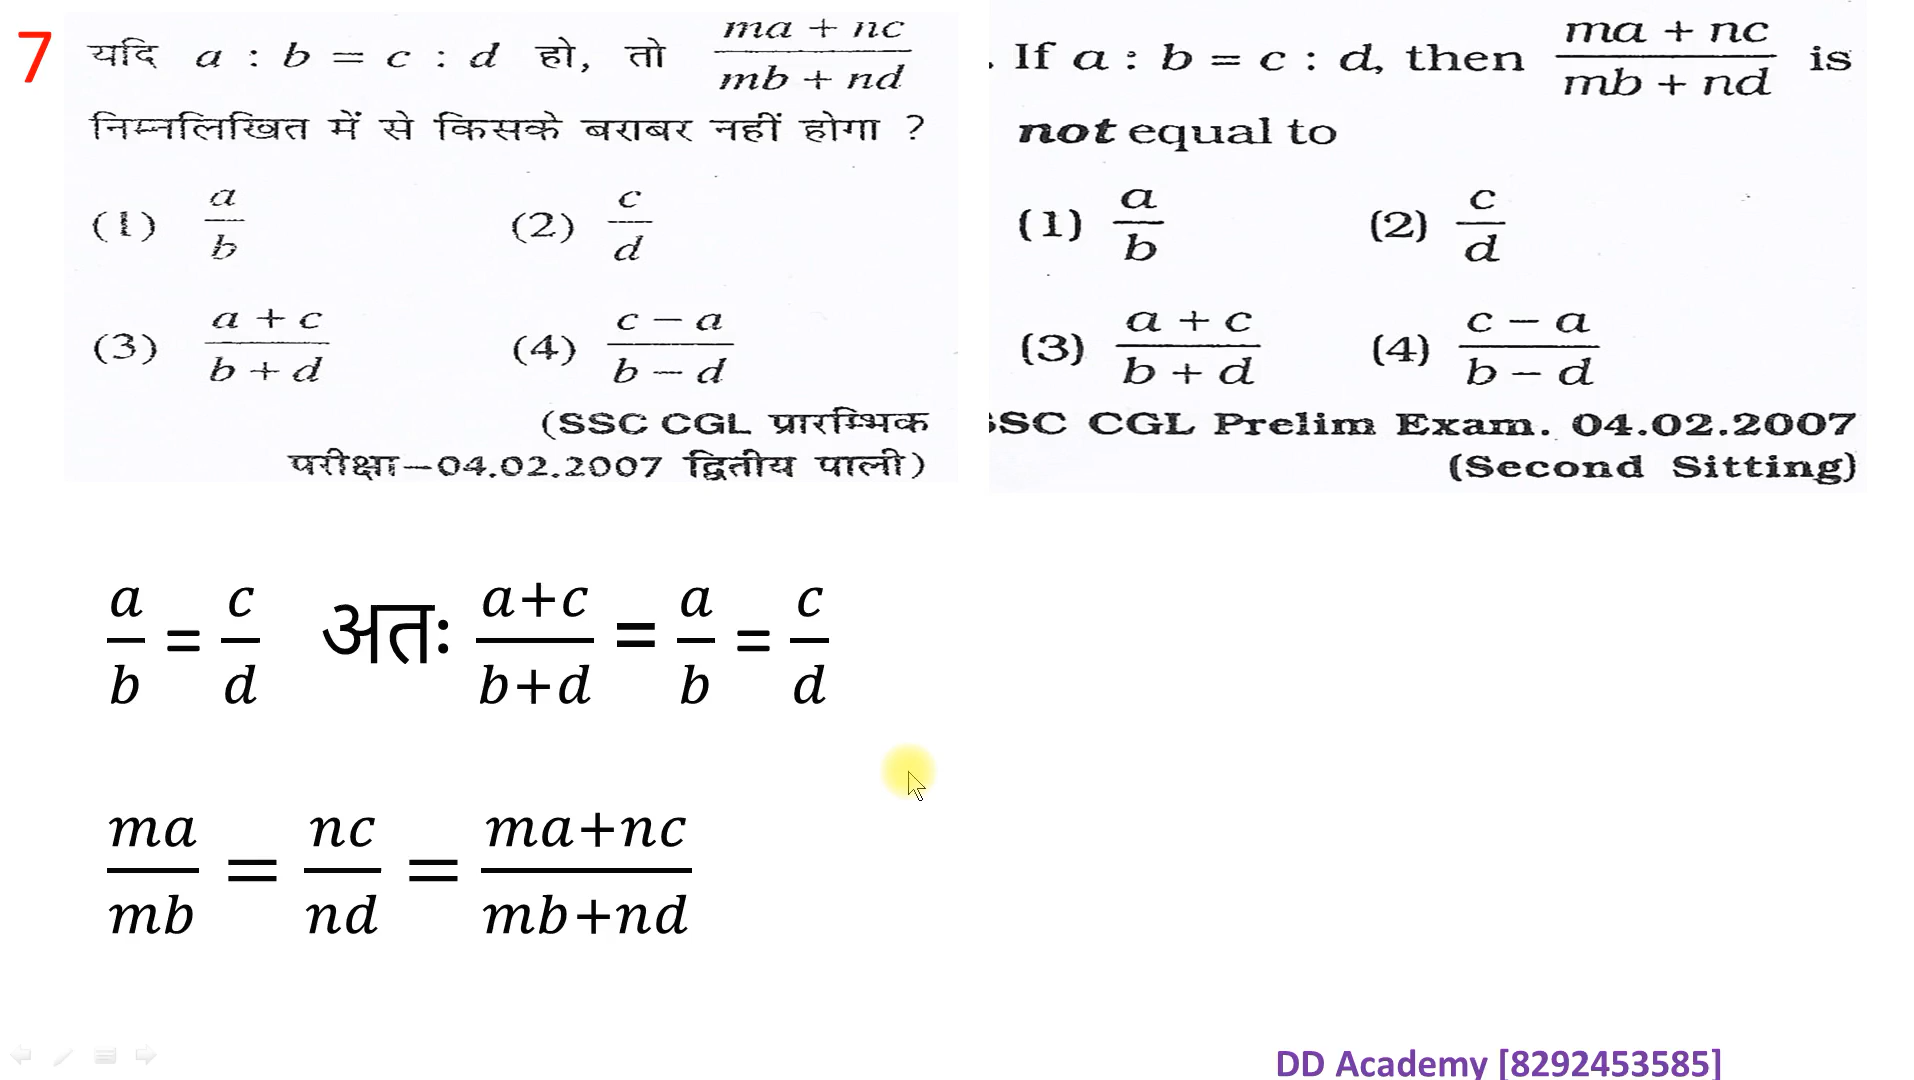 7
यदि a : b = c : d हो, तो (ma + nc)/(mb + nd)
निम्नलिखित में से किसके बराबर नहीं होगा ?
(1) a/b (2) c/d
(3) (a + c)/(b + d) (4) (c − a)/(b − d)
(SSC CGL प्रारम्भिक
परीक्षा–04.02.2007 द्वितीय पाली)
. If a : b = c : d, then (ma + nc)/(mb + nd) is
not equal to
(1) a/b (2) c/d
(3) (a + c)/(b + d) (4) (c − a)/(b − d)
SSC CGL Prelim Exam. 04.02.2007
(Second Sitting)
a/b = c/d अतः (a+c)/(b+d) = a/b = c/d
ma/mb = nc/nd = (ma+nc)/(mb+nd)
DD Academy [8292453585]